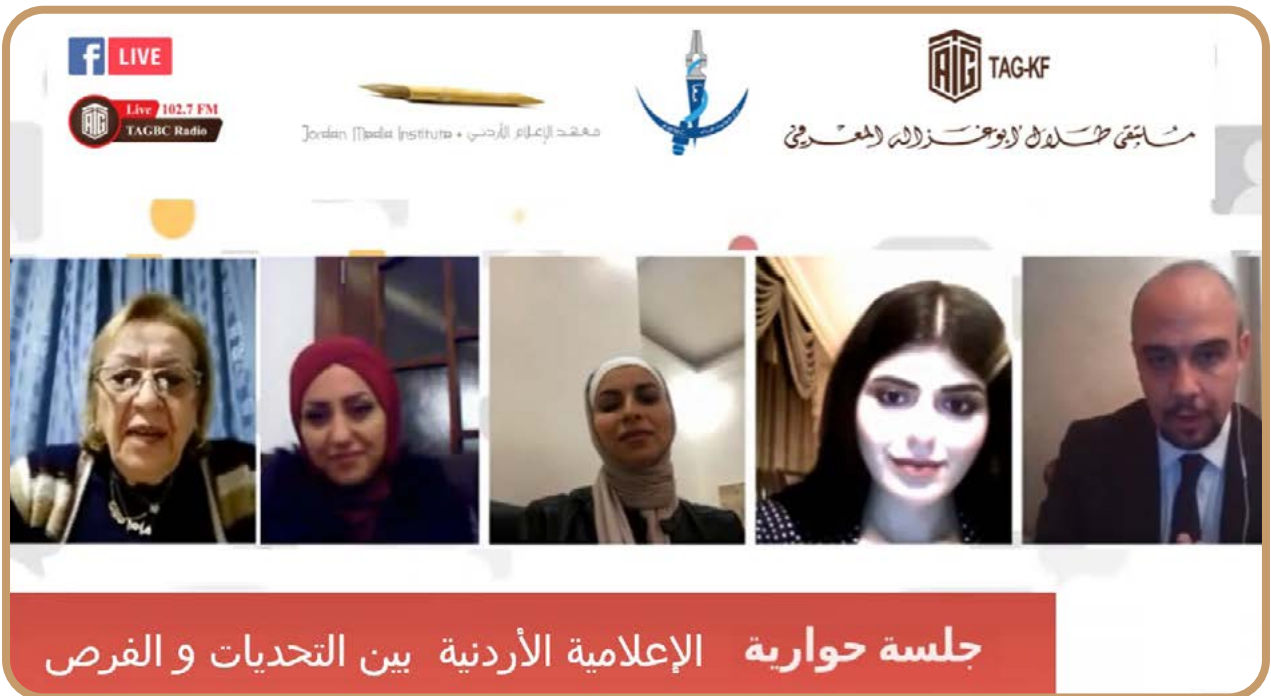 f LIVE
Live 102.7 FM
TAGBC Radio
Jordan Media Institute • معهد الإعلام الأردني
TAG-KF
ملتقى طلال أبوغزاله المعرفي
جلسة حوارية الإعلامية الأردنية بين التحديات و الفرص